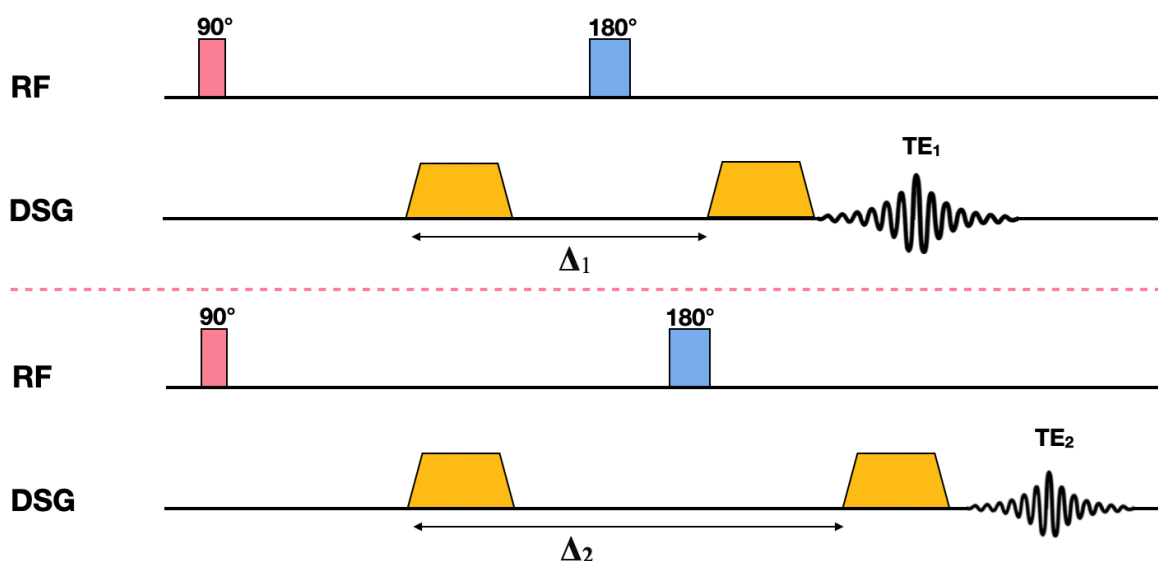 90° 180°
RF
TE₁
DSG
Δ₁
90° 180°
RF
TE₂
DSG
Δ₂